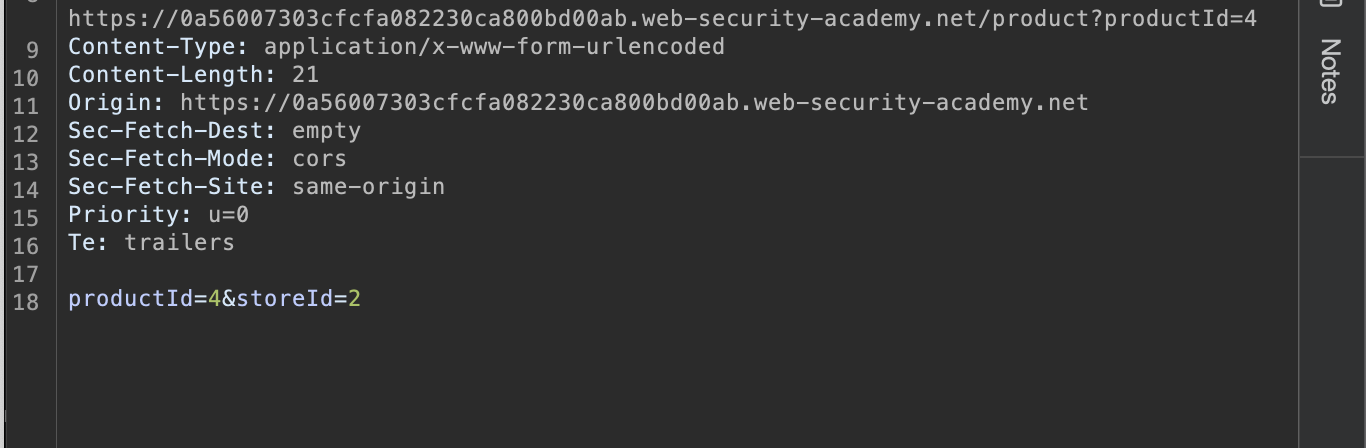 https://0a56007303cfcfa082230ca800bd00ab.web-security-academy.net/product?productId=4
9 Content-Type: application/x-www-form-urlencoded
10 Content-Length: 21
11 Origin: https://0a56007303cfcfa082230ca800bd00ab.web-security-academy.net
12 Sec-Fetch-Dest: empty
13 Sec-Fetch-Mode: cors
14 Sec-Fetch-Site: same-origin
15 Priority: u=0
16 Te: trailers
17
18 productId=4&storeId=2
Notes